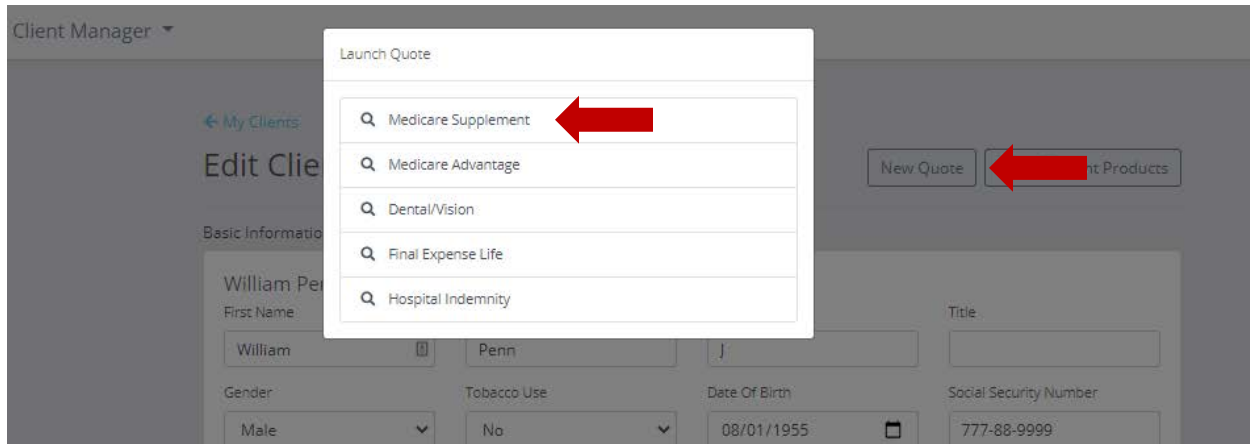 Client Manager
Launch Quote
Medicare Supplement
Medicare Advantage
Dental/Vision
Final Expense Life
Hospital Indemnity
My Clients
Edit Clie
New Quote
nt Products
Basic Informatio
William Pe
First Name
Title
William
Penn
J
Gender
Tobacco Use
Date Of Birth
Social Security Number
Male
No
08/01/1955
777-88-9999